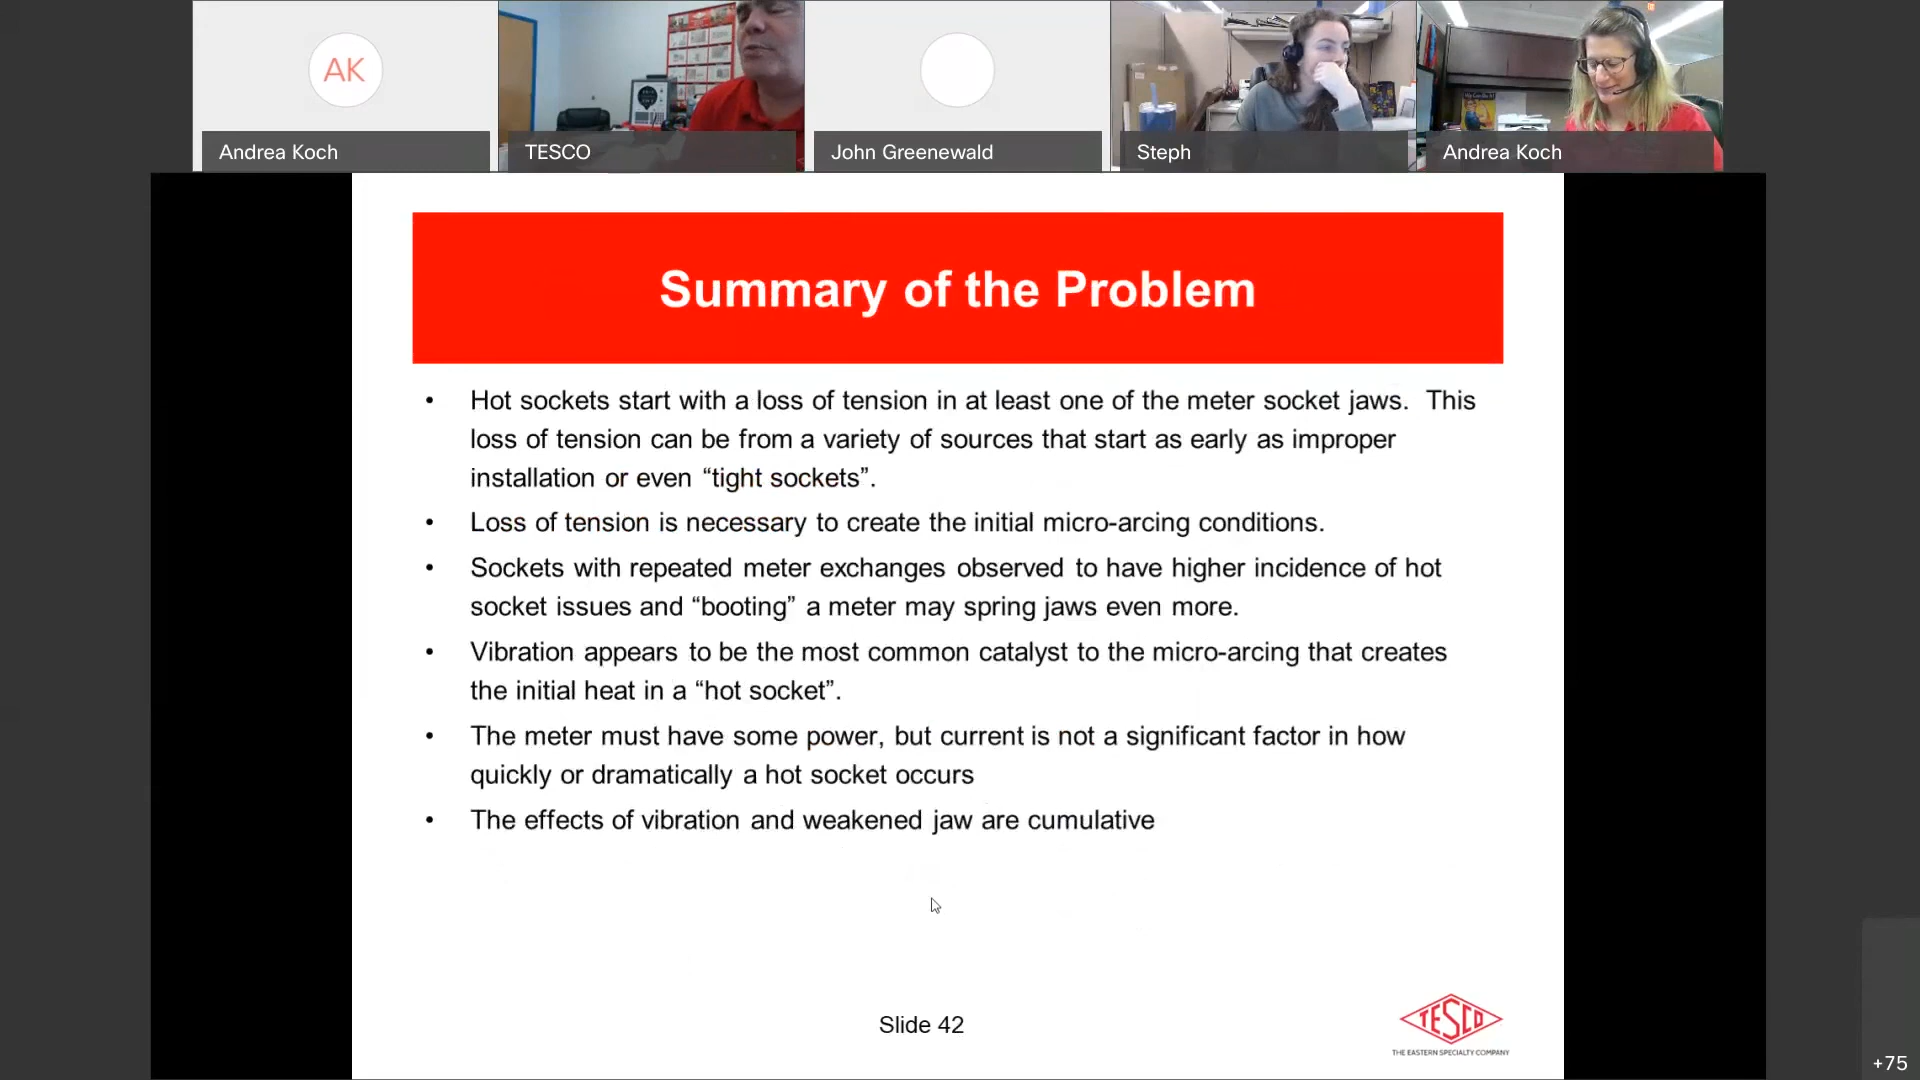 AK
Andrea Koch
TESCO
John Greenewald
Steph
Andrea Koch
Summary of the Problem
• Hot sockets start with a loss of tension in at least one of the meter socket jaws. This
loss of tension can be from a variety of sources that start as early as improper
installation or even “tight sockets”.
• Loss of tension is necessary to create the initial micro-arcing conditions.
• Sockets with repeated meter exchanges observed to have higher incidence of hot
socket issues and “booting” a meter may spring jaws even more.
• Vibration appears to be the most common catalyst to the micro-arcing that creates
the initial heat in a “hot socket”.
• The meter must have some power, but current is not a significant factor in how
quickly or dramatically a hot socket occurs
• The effects of vibration and weakened jaw are cumulative
Slide 42
TESCO
THE EASTERN SPECIALTY COMPANY
+75